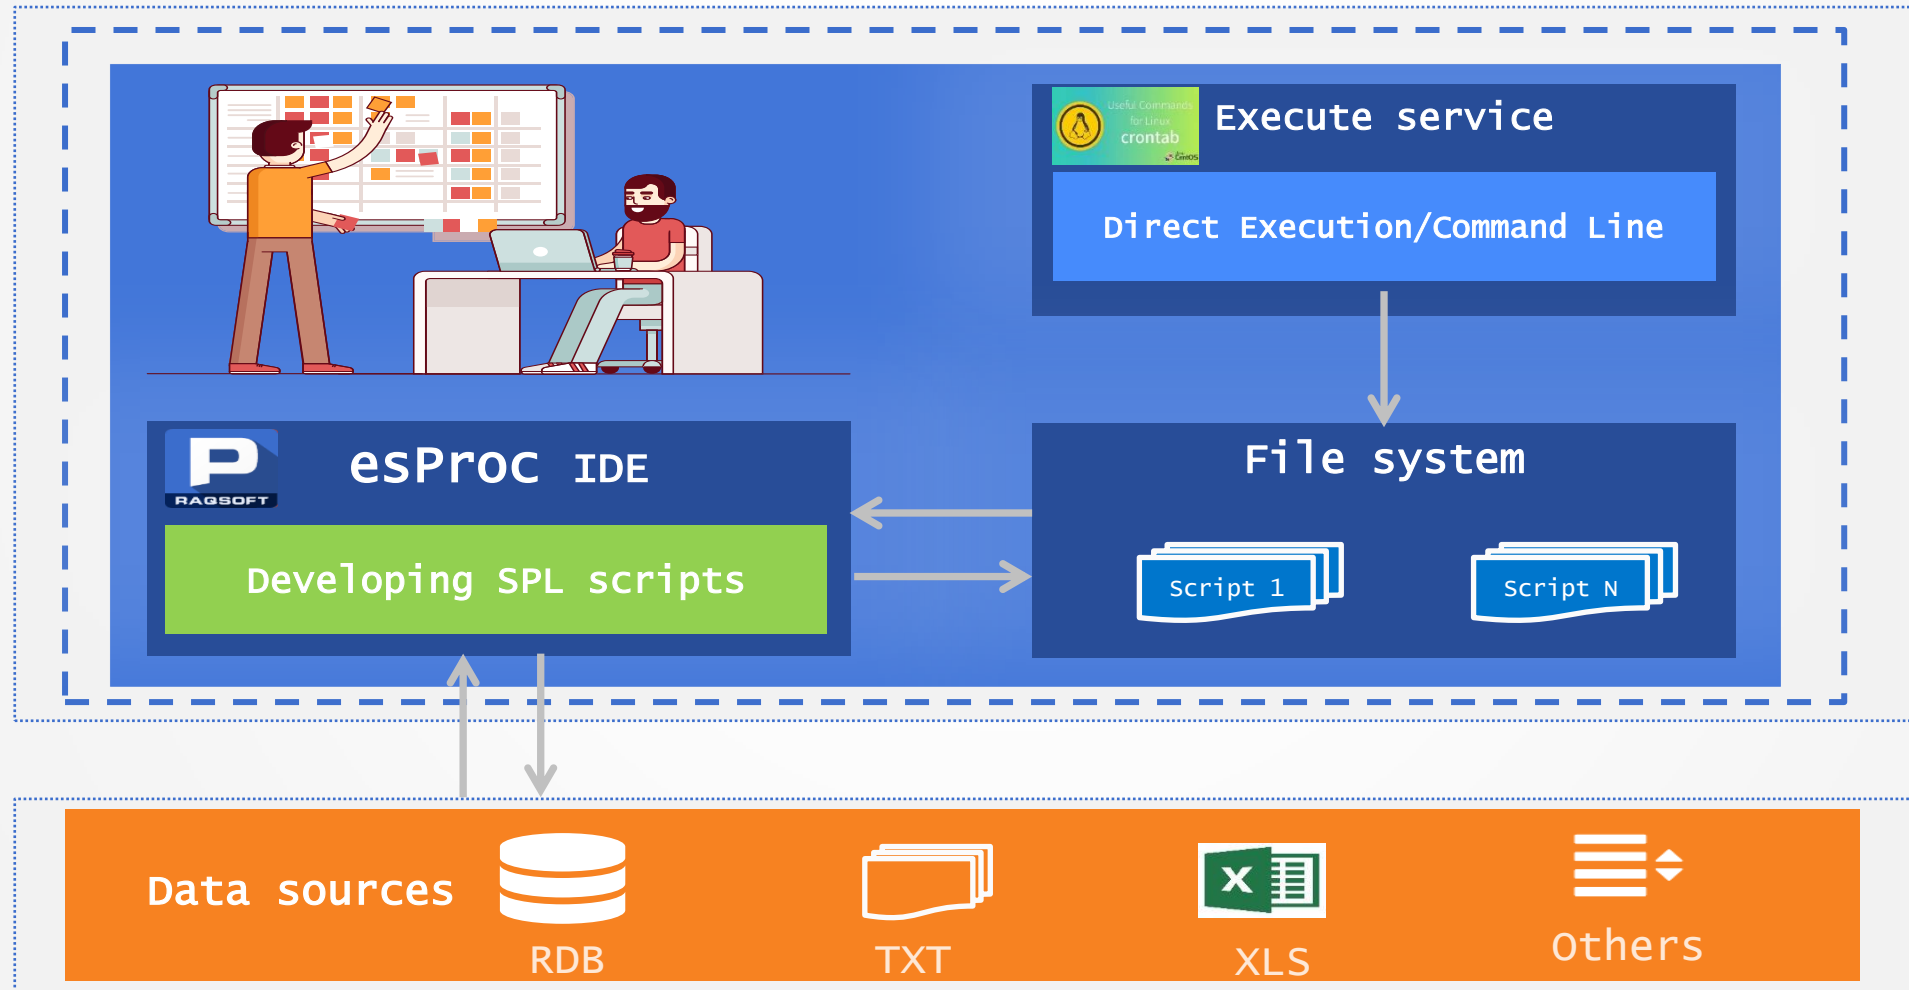 Useful Commands
for Linux
crontab
CentOS
Execute service
Direct Execution/Command Line
P
RAQSOFT
esProc IDE
Developing SPL scripts
File system
Script 1
Script N
Data sources
RDB
TXT
X
XLS
Others